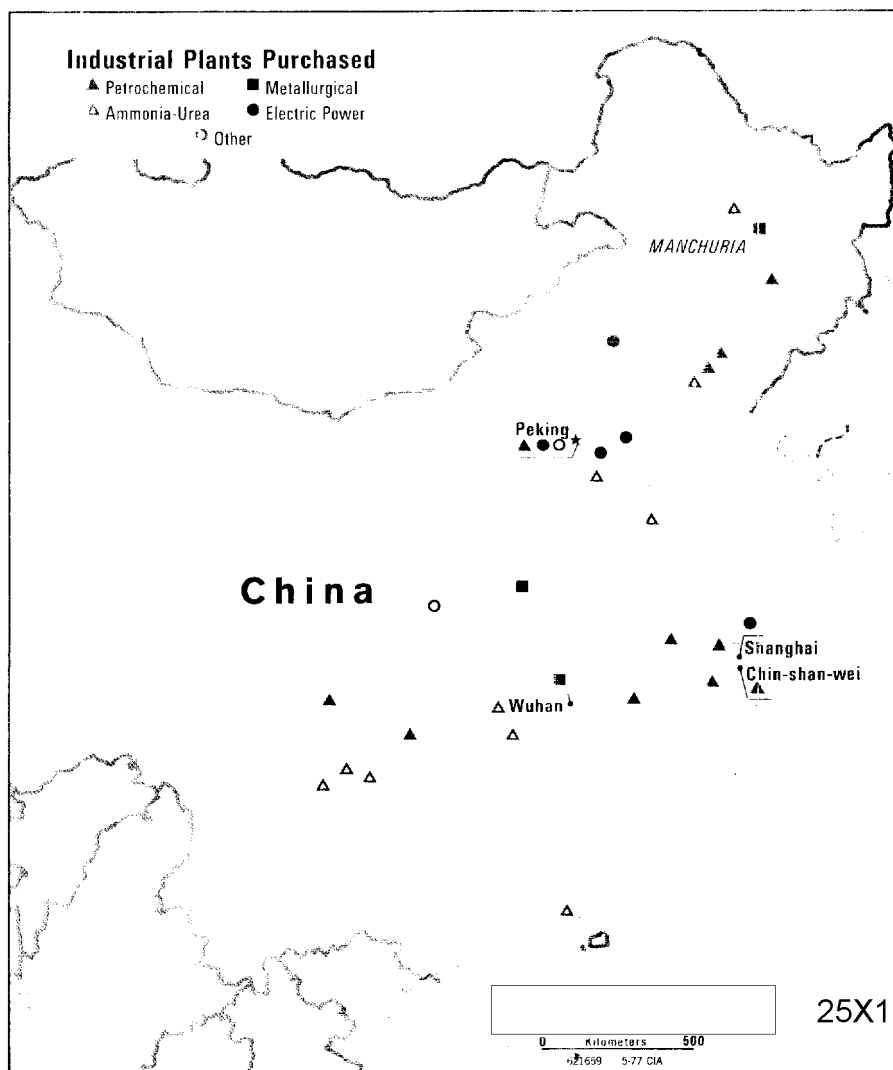 Industrial Plants Purchased
Petrochemical
Metallurgical
Ammonia-Urea
Electric Power
Other
MANCHURIA
Peking
China
Shanghai
Chin-shan-wei
Wuhan
25X1
0 Kilometers 500
621659 5-77 CIA